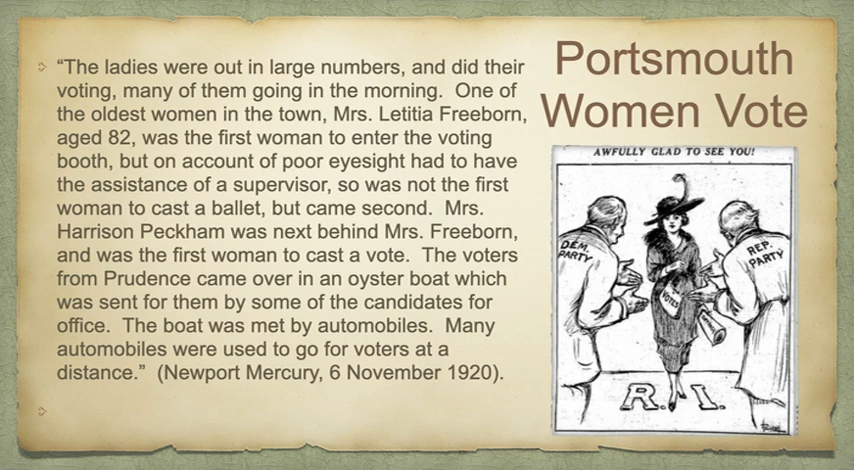 Portsmouth
Women Vote
“The ladies were out in large numbers, and did their
voting, many of them going in the morning.  One of
the oldest women in the town, Mrs. Letitia Freeborn,
aged 82, was the first woman to enter the voting
booth, but on account of poor eyesight had to have
the assistance of a supervisor, so was not the first
woman to cast a ballet, but came second.  Mrs.
Harrison Peckham was next behind Mrs. Freeborn,
and was the first woman to cast a vote.  The voters
from Prudence came over in an oyster boat which
was sent for them by some of the candidates for
office.  The boat was met by automobiles.  Many
automobiles were used to go for voters at a
distance.”  (Newport Mercury, 6 November 1920).
AWFULLY GLAD TO SEE YOU!
DEM.
PARTY
REP.
PARTY
VOTES
R. I.